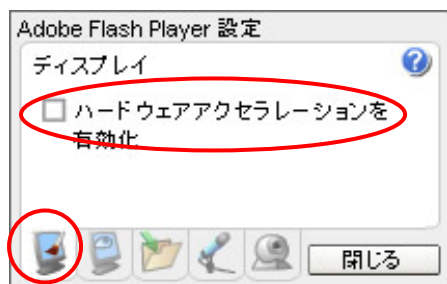 Adobe Flash Player 設定
ディスプレイ
?
ハードウェアアクセラレーションを
有効化
閉じる